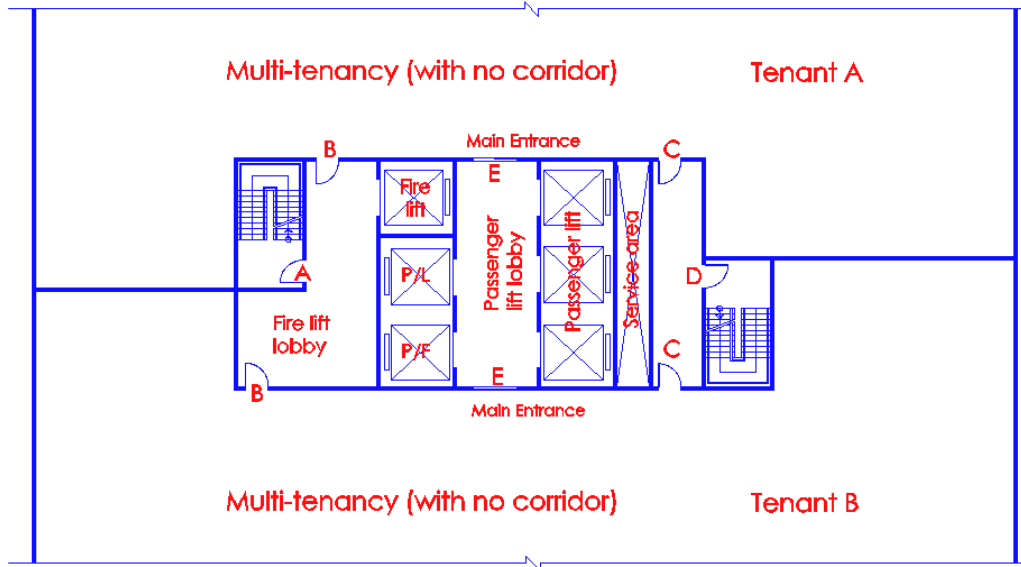 Multi-tenancy (with no corridor)
Tenant A
Main Entrance
B
C
E
Fire
lift
Passenger
lift lobby
Passenger lift
Service area
A
P/L
D
Fire lift
lobby
P/F
C
E
B
Main Entrance
Multi-tenancy (with no corridor)
Tenant B